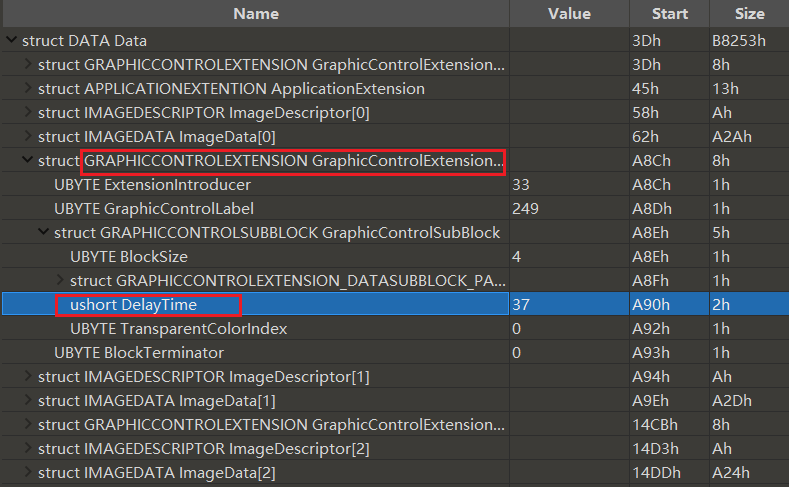 Name Value Start Size
struct DATA Data 3Dh B8253h
struct GRAPHICCONTROLEXTENSION GraphicControlExtension... 3Dh 8h
struct APPLICATIONEXTENTION ApplicationExtension 45h 13h
struct IMAGEDESCRIPTOR ImageDescriptor[0] 58h Ah
struct IMAGEDATA ImageData[0] 62h A2Ah
struct GRAPHICCONTROLEXTENSION GraphicControlExtension... A8Ch 8h
UBYTE ExtensionIntroducer 33 A8Ch 1h
UBYTE GraphicControlLabel 249 A8Dh 1h
struct GRAPHICCONTROLSUBBLOCK GraphicControlSubBlock A8Eh 5h
UBYTE BlockSize 4 A8Eh 1h
struct GRAPHICCONTROLEXTENSION_DATASUBBLOCK_PA... A8Fh 1h
ushort DelayTime 37 A90h 2h
UBYTE TransparentColorIndex 0 A92h 1h
UBYTE BlockTerminator 0 A93h 1h
struct IMAGEDESCRIPTOR ImageDescriptor[1] A94h Ah
struct IMAGEDATA ImageData[1] A9Eh A2Dh
struct GRAPHICCONTROLEXTENSION GraphicControlExtension... 14CBh 8h
struct IMAGEDESCRIPTOR ImageDescriptor[2] 14D3h Ah
struct IMAGEDATA ImageData[2] 14DDh A24h